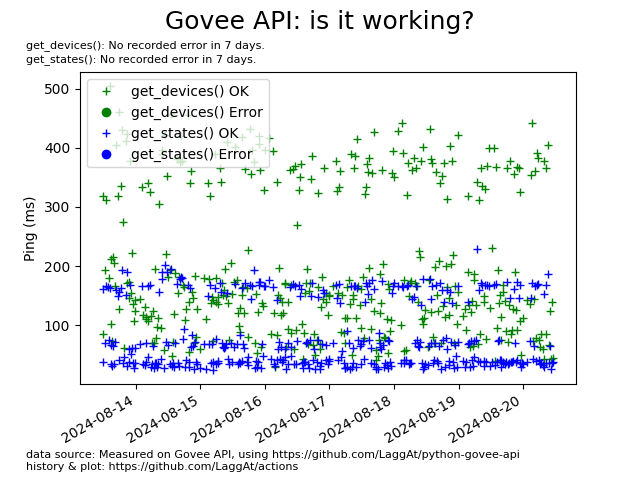 Govee API: is it working?
get_devices(): No recorded error in 7 days.
get_states(): No recorded error in 7 days.
get_devices() OK
get_devices() Error
get_states() OK
get_states() Error
Ping (ms)
500
400
300
200
100
2024-08-14
2024-08-15
2024-08-16
2024-08-17
2024-08-18
2024-08-19
2024-08-20
data source: Measured on Govee API, using https://github.com/LaggAt/python-govee-api
history & plot: https://github.com/LaggAt/actions